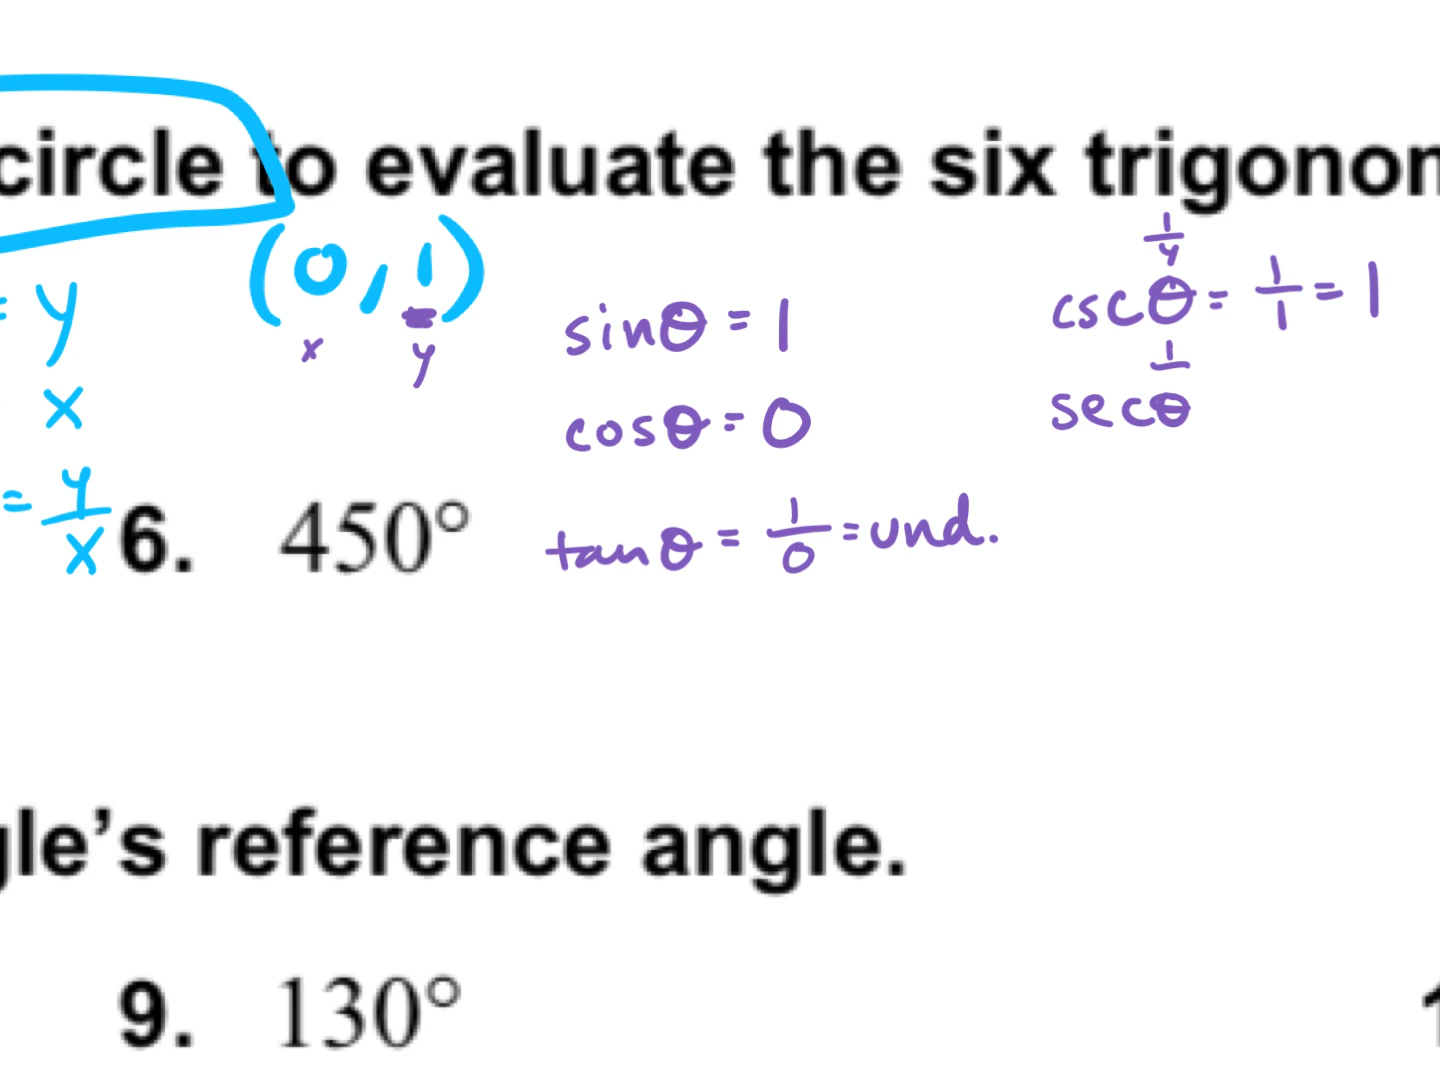 circle to evaluate the six trigonom
= y
(0, 1)
x y
sinθ = 1
1/y
cscθ = 1/1 = 1
x
cosθ = 0
1/
secθ
= y/x
6. 450°
tanθ = 1/0 = und.
gle's reference angle.
9. 130°
1